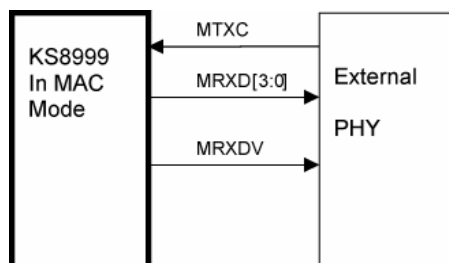 KS8999
In MAC
Mode
MTXC
MRXD[3:0]
MRXDV
External
PHY